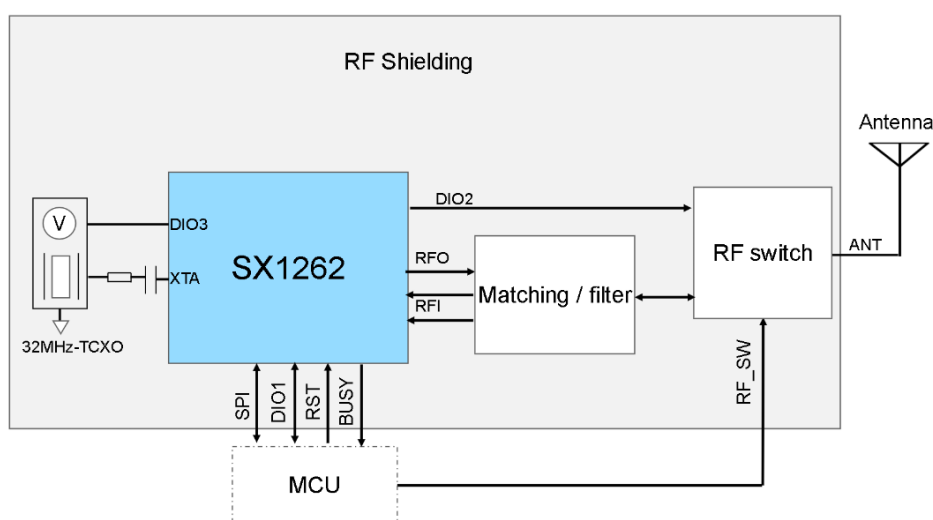 RF Shielding
Antenna
DIO2
V
DIO3
SX1262
RF switch
ANT
RFO
XTA
Matching / filter
RFI
32MHz-TCXO
SPI
DIO1
RST
BUSY
RF_SW
MCU